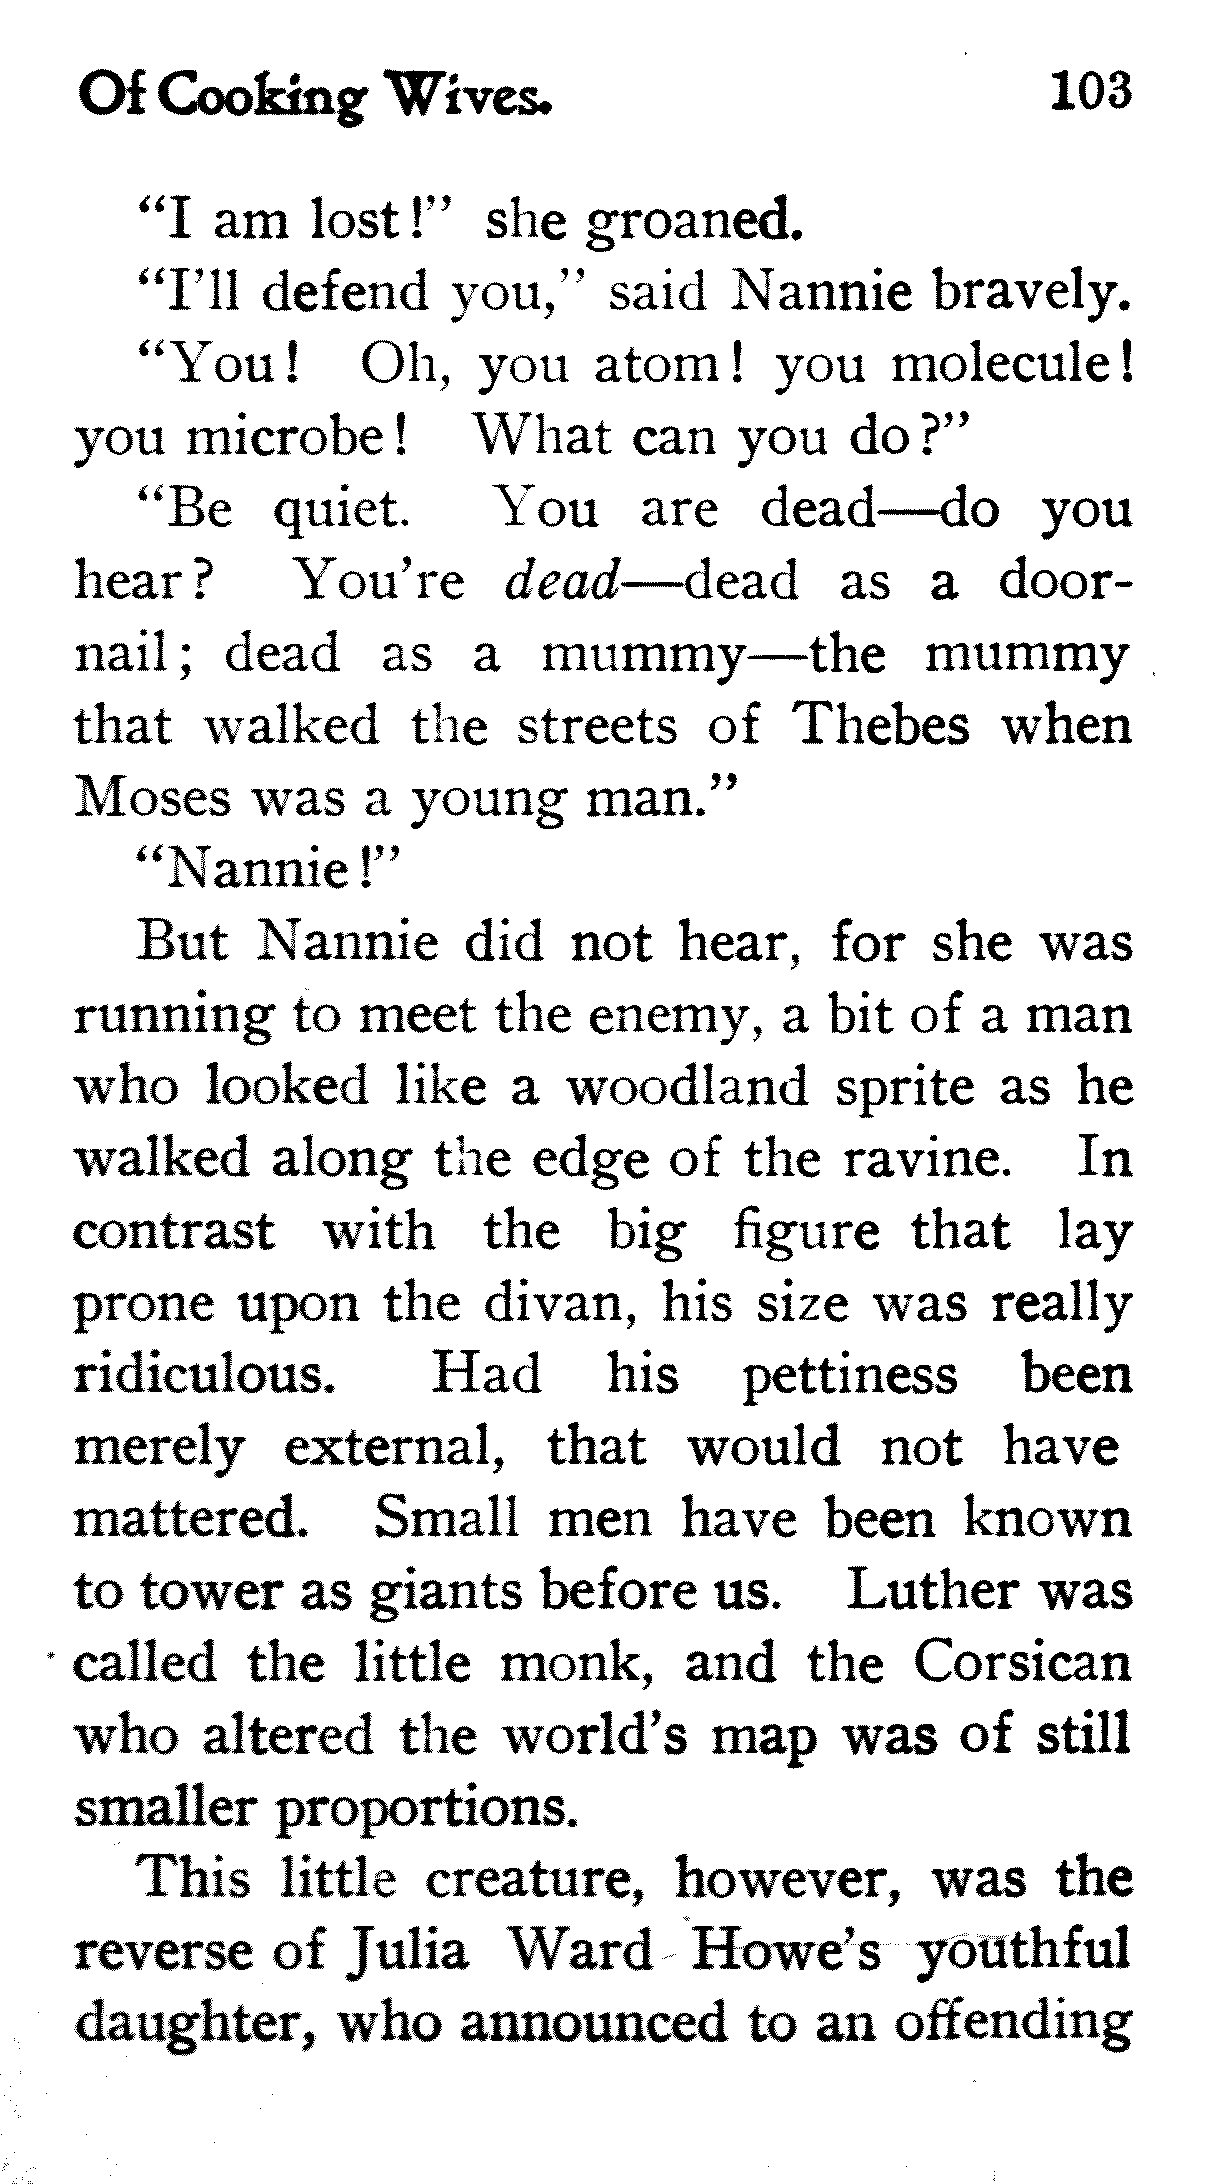 Of Cooking Wives. 103
“I am lost!” she groaned.
“I’ll defend you,” said Nannie bravely.
“You! Oh, you atom! you molecule!
you microbe! What can you do?”
“Be quiet. You are dead—do you
hear? You’re dead—dead as a door-
nail; dead as a mummy—the mummy
that walked the streets of Thebes when
Moses was a young man.”
“Nannie!”
But Nannie did not hear, for she was
running to meet the enemy, a bit of a man
who looked like a woodland sprite as he
walked along the edge of the ravine. In
contrast with the big figure that lay
prone upon the divan, his size was really
ridiculous. Had his pettiness been
merely external, that would not have
mattered. Small men have been known
to tower as giants before us. Luther was
called the little monk, and the Corsican
who altered the world’s map was of still
smaller proportions.
This little creature, however, was the
reverse of Julia Ward Howe’s youthful
daughter, who announced to an offending